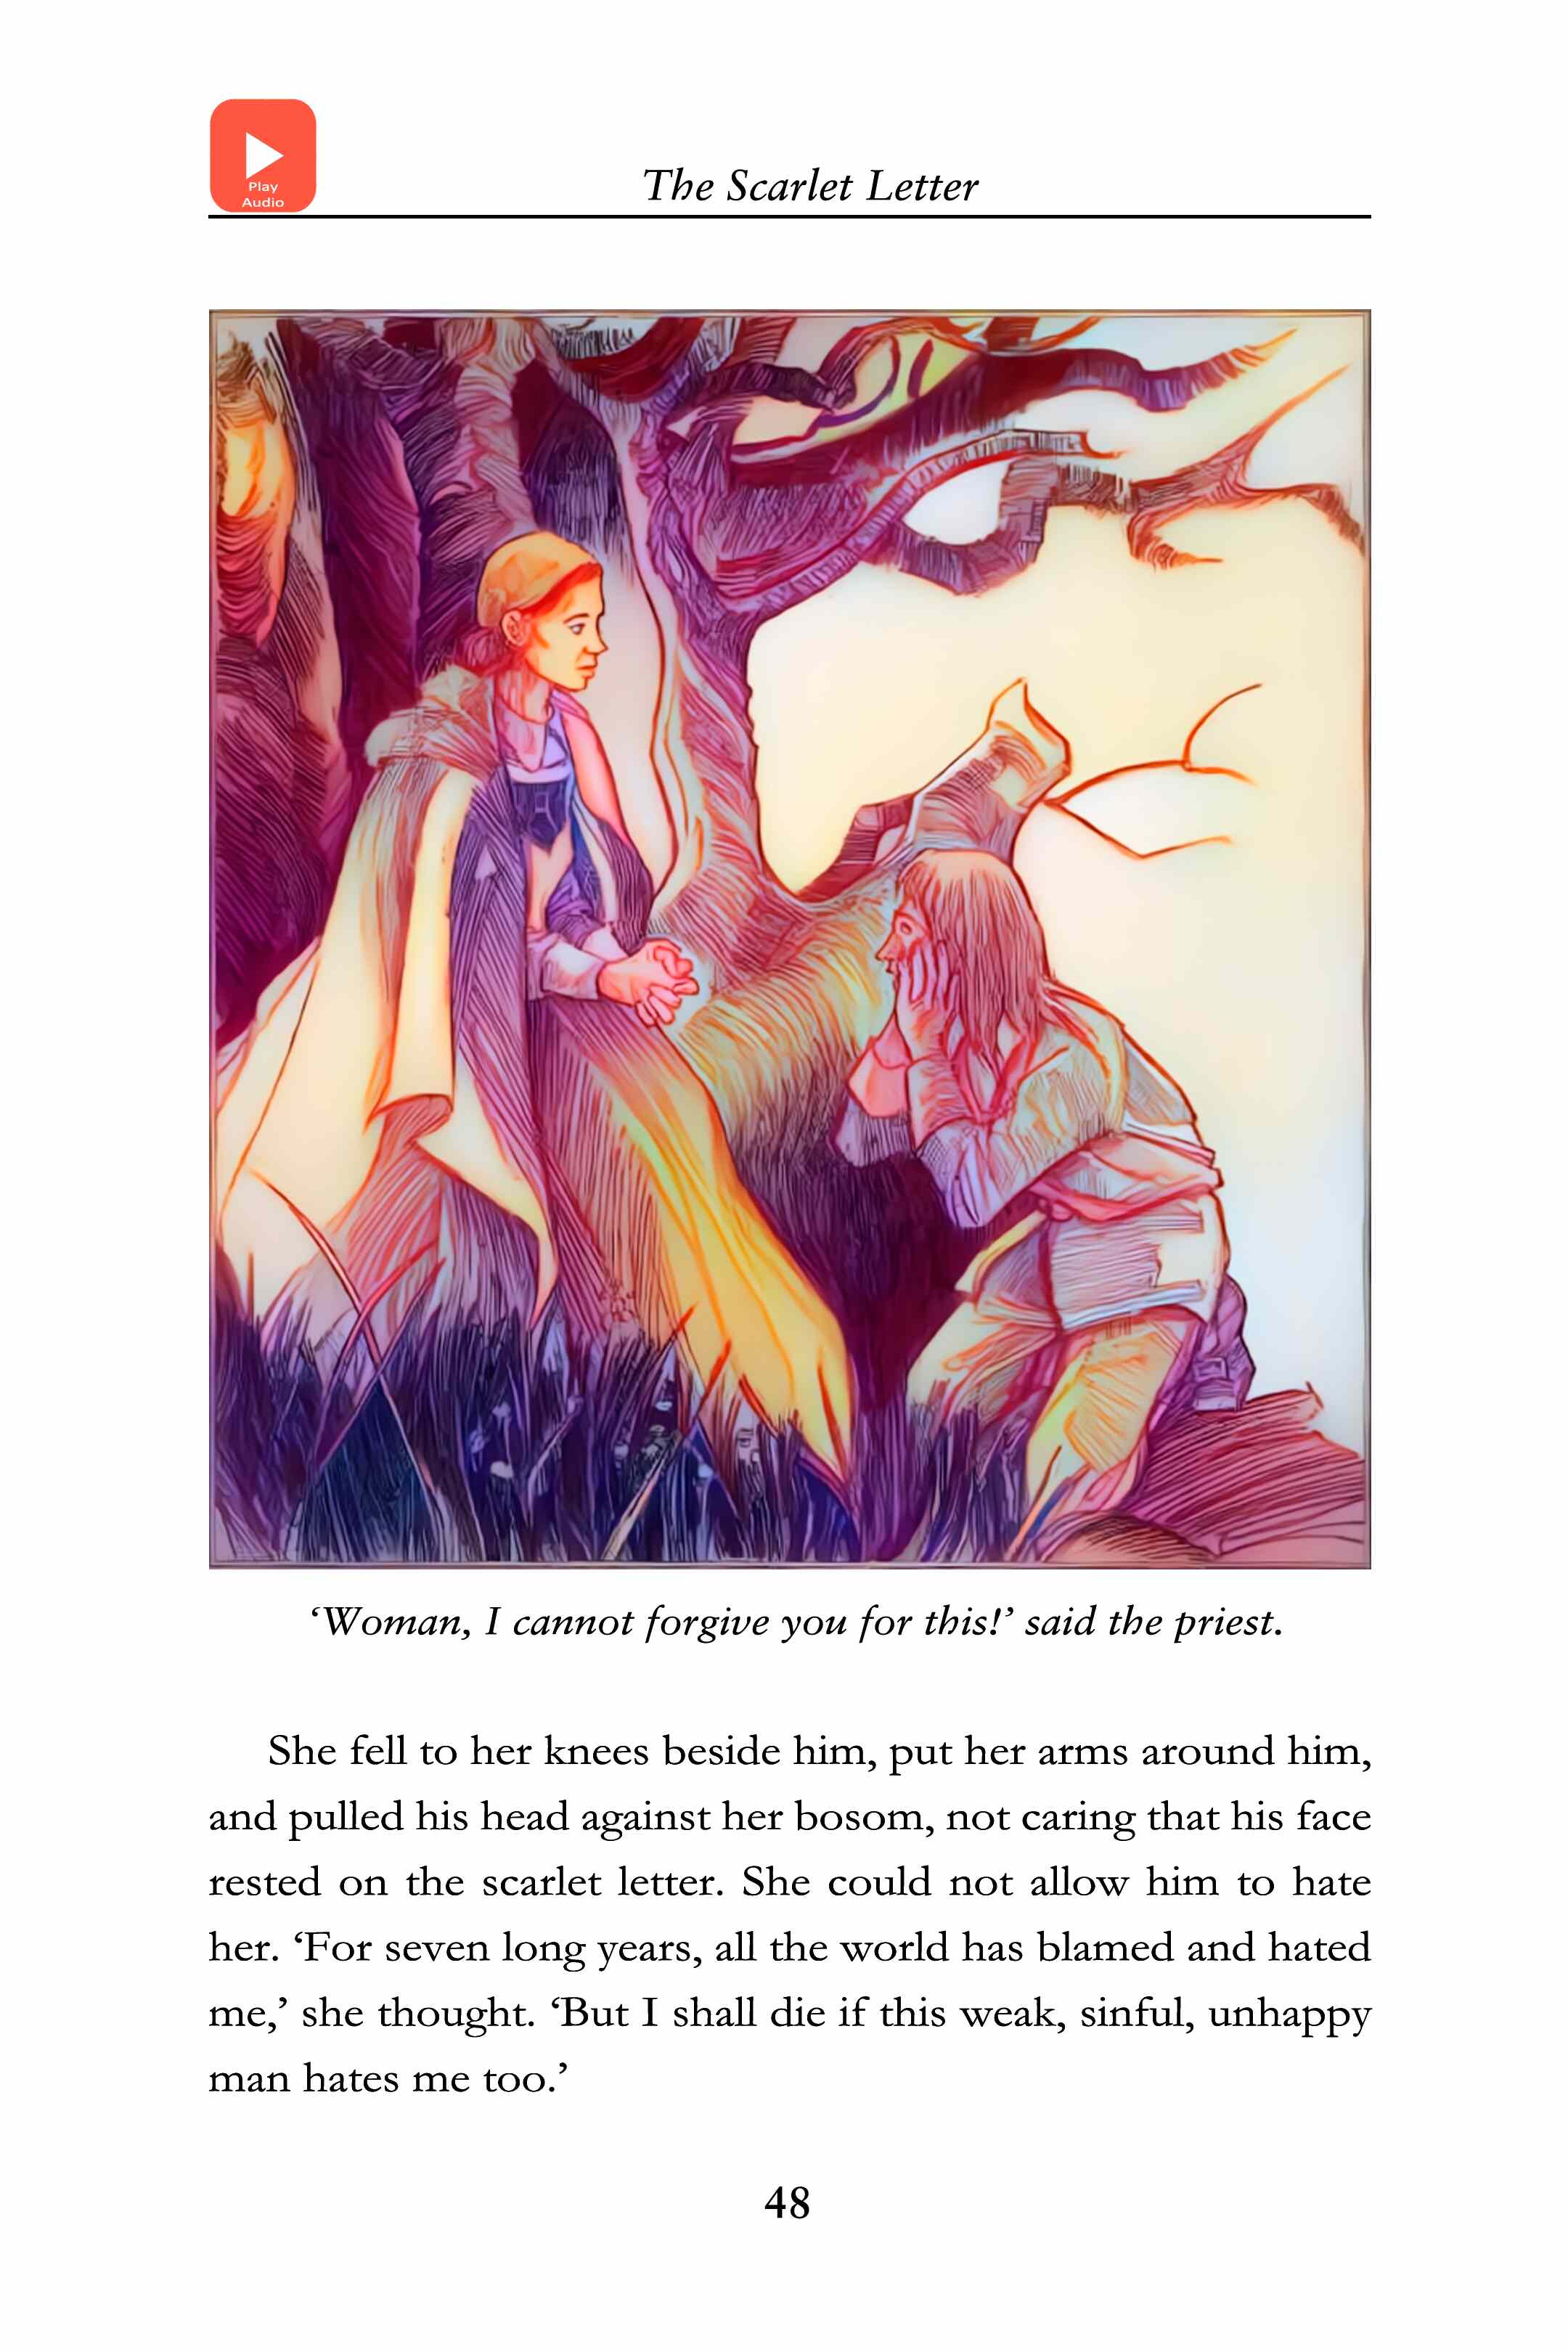 Play
Audio
The Scarlet Letter
‘Woman, I cannot forgive you for this!’ said the priest.
She fell to her knees beside him, put her arms around him,
and pulled his head against her bosom, not caring that his face
rested on the scarlet letter. She could not allow him to hate
her. ‘For seven long years, all the world has blamed and hated
me,’ she thought. ‘But I shall die if this weak, sinful, unhappy
man hates me too.’
48